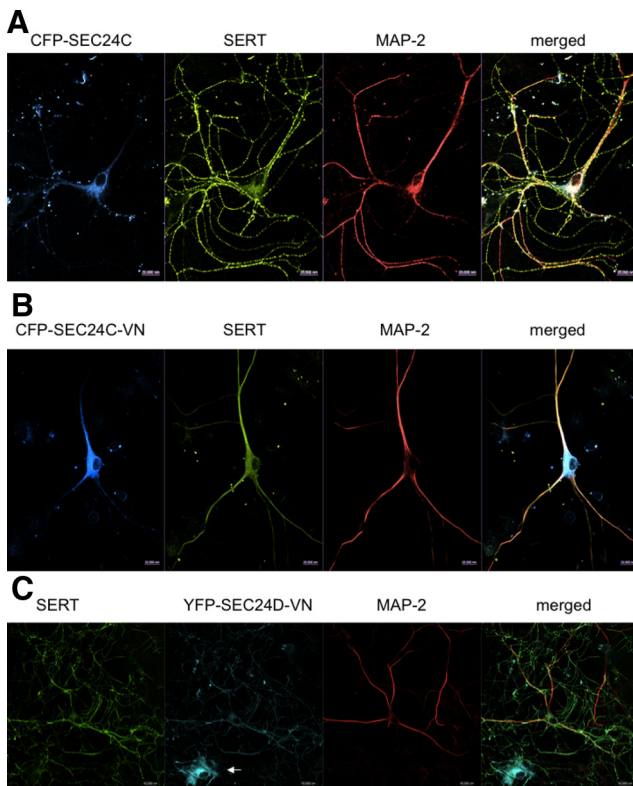 A
CFP-SEC24C SERT MAP-2 merged
B
CFP-SEC24C-VN SERT MAP-2 merged
C
SERT YFP-SEC24D-VN MAP-2 merged